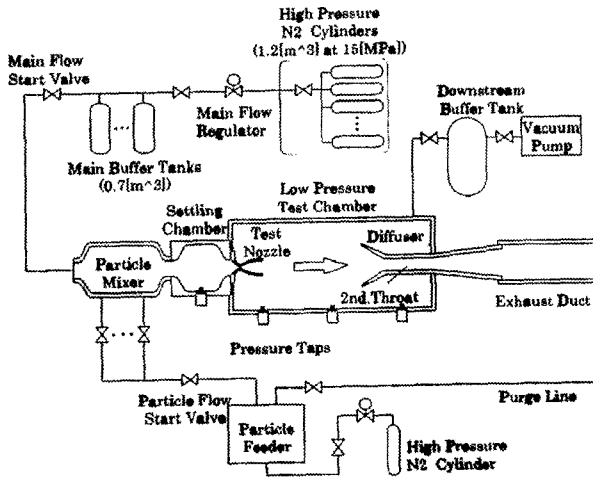 High Pressure
N2 Cylinders
(1.2[m^3] at 15[MPa])
Main Flow
Start Valve
Main Flow
Regulator
Downstream
Buffer Tank
Vacuum
Pump
Main Buffer Tanks
(0.7[m^3])
Low Pressure
Test Chamber
Settling
Chamber
Test
Nozzle
Diffuser
Particle
Mixer
2nd.Throat
Exhaust Duct
Pressure Taps
Particle Flow
Start Valve
Purge Line
Particle
Feeder
High Pressure
N2 Cylinder